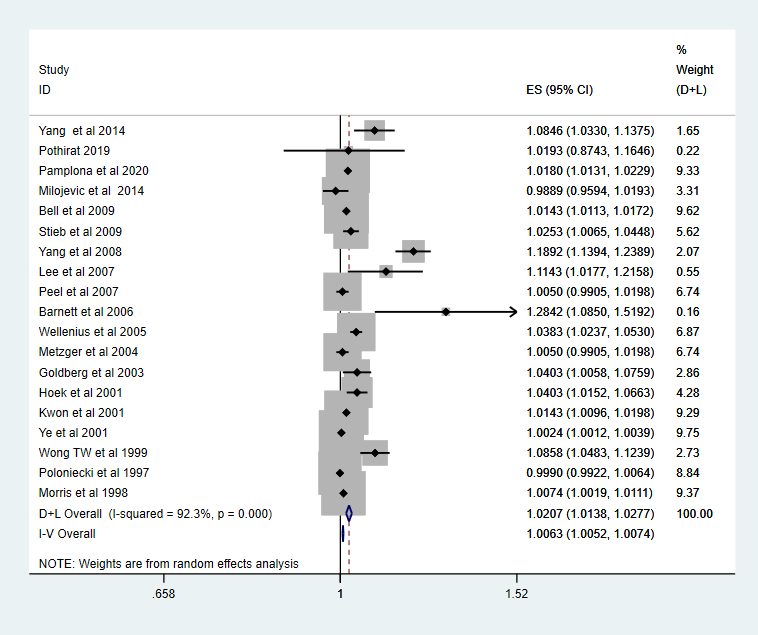 %
Study Weight
ID ES (95% CI) (D+L)
Yang et al 2014 1.0846 (1.0330, 1.1375) 1.65
Pothirat 2019 1.0193 (0.8743, 1.1646) 0.22
Pamplona et al 2020 1.0180 (1.0131, 1.0229) 9.33
Milojevic et al 2014 0.9889 (0.9594, 1.0193) 3.31
Bell et al 2009 1.0143 (1.0113, 1.0172) 9.62
Stieb et al 2009 1.0253 (1.0065, 1.0448) 5.62
Yang et al 2008 1.1892 (1.1394, 1.2389) 2.07
Lee et al 2007 1.1143 (1.0177, 1.2158) 0.55
Peel et al 2007 1.0050 (0.9905, 1.0198) 6.74
Barnett et al 2006 1.2842 (1.0850, 1.5192) 0.16
Wellenius et al 2005 1.0383 (1.0237, 1.0530) 6.87
Metzger et al 2004 1.0050 (0.9905, 1.0198) 6.74
Goldberg et al 2003 1.0403 (1.0058, 1.0759) 2.86
Hoek et al 2001 1.0403 (1.0152, 1.0663) 4.28
Kwon et al 2001 1.0143 (1.0096, 1.0198) 9.29
Ye et al 2001 1.0024 (1.0012, 1.0039) 9.75
Wong TW et al 1999 1.0858 (1.0483, 1.1239) 2.73
Poloniecki et al 1997 0.9990 (0.9922, 1.0064) 8.84
Morris et al 1998 1.0074 (1.0019, 1.0111) 9.37
D+L Overall (I-squared = 92.3%, p = 0.000) 1.0207 (1.0138, 1.0277) 100.00
I-V Overall 1.0063 (1.0052, 1.0074)
NOTE: Weights are from random effects analysis
.658 1 1.52